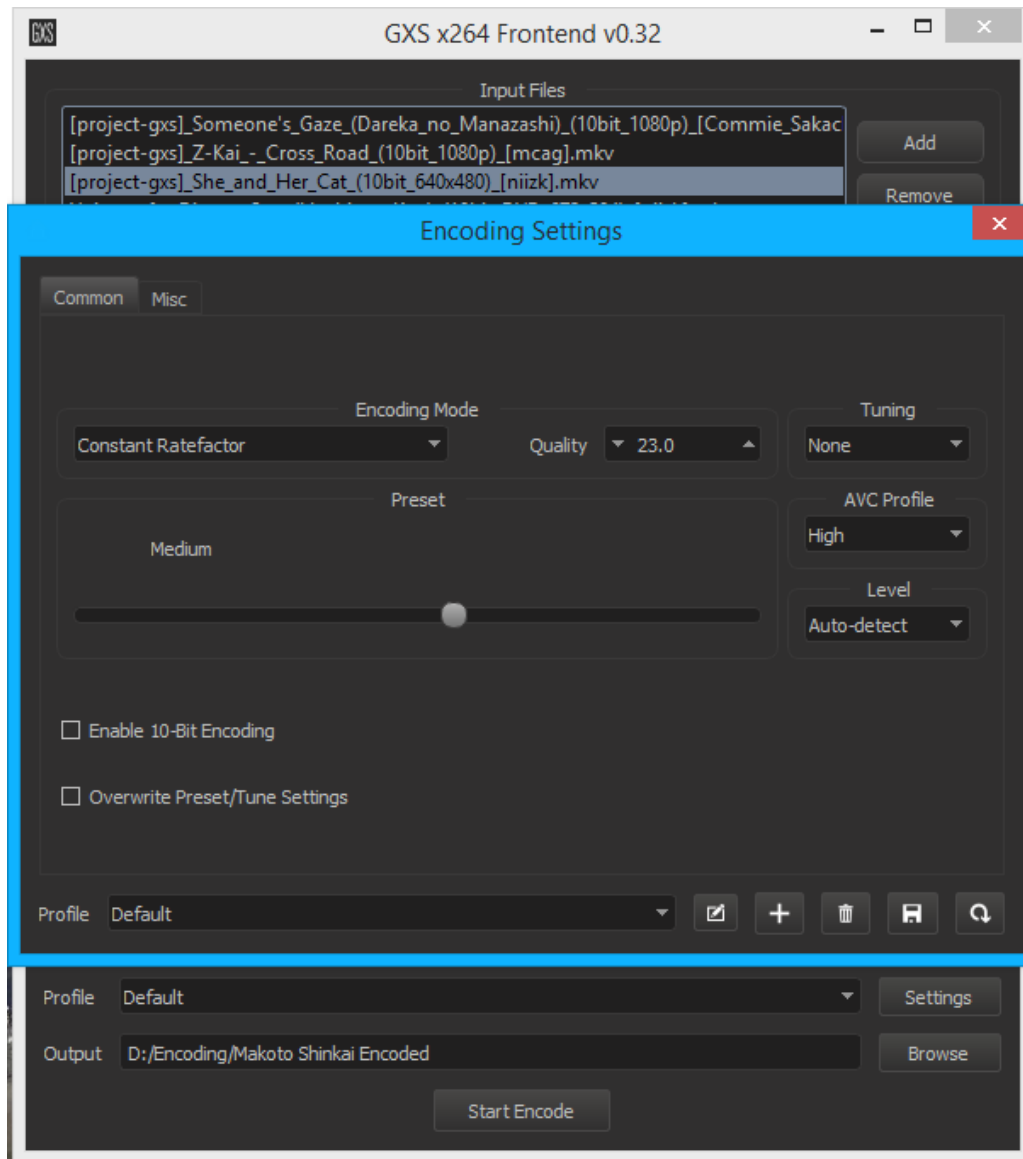 GXS
GXS x264 Frontend v0.32
Input Files
[project-gxs]_Someone's_Gaze_(Dareka_no_Manazashi)_(10bit_1080p)_[Commie_Sakac
[project-gxs]_Z-Kai_-_Cross_Road_(10bit_1080p)_[mcag].mkv
[project-gxs]_She_and_Her_Cat_(10bit_640x480)_[niizk].mkv
Add
Remove
Encoding Settings
Common
Misc
Encoding Mode
Constant Ratefactor
Quality
23.0
Tuning
None
Preset
Medium
AVC Profile
High
Level
Auto-detect
Enable 10-Bit Encoding
Overwrite Preset/Tune Settings
Profile
Default
Profile
Default
Settings
Output
D:/Encoding/Makoto Shinkai Encoded
Browse
Start Encode